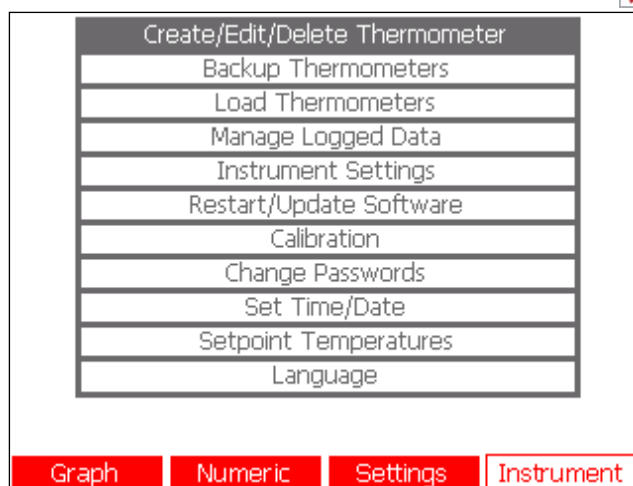 Create/Edit/Delete Thermometer
Backup Thermometers
Load Thermometers
Manage Logged Data
Instrument Settings
Restart/Update Software
Calibration
Change Passwords
Set Time/Date
Setpoint Temperatures
Language
Graph Numeric Settings Instrument